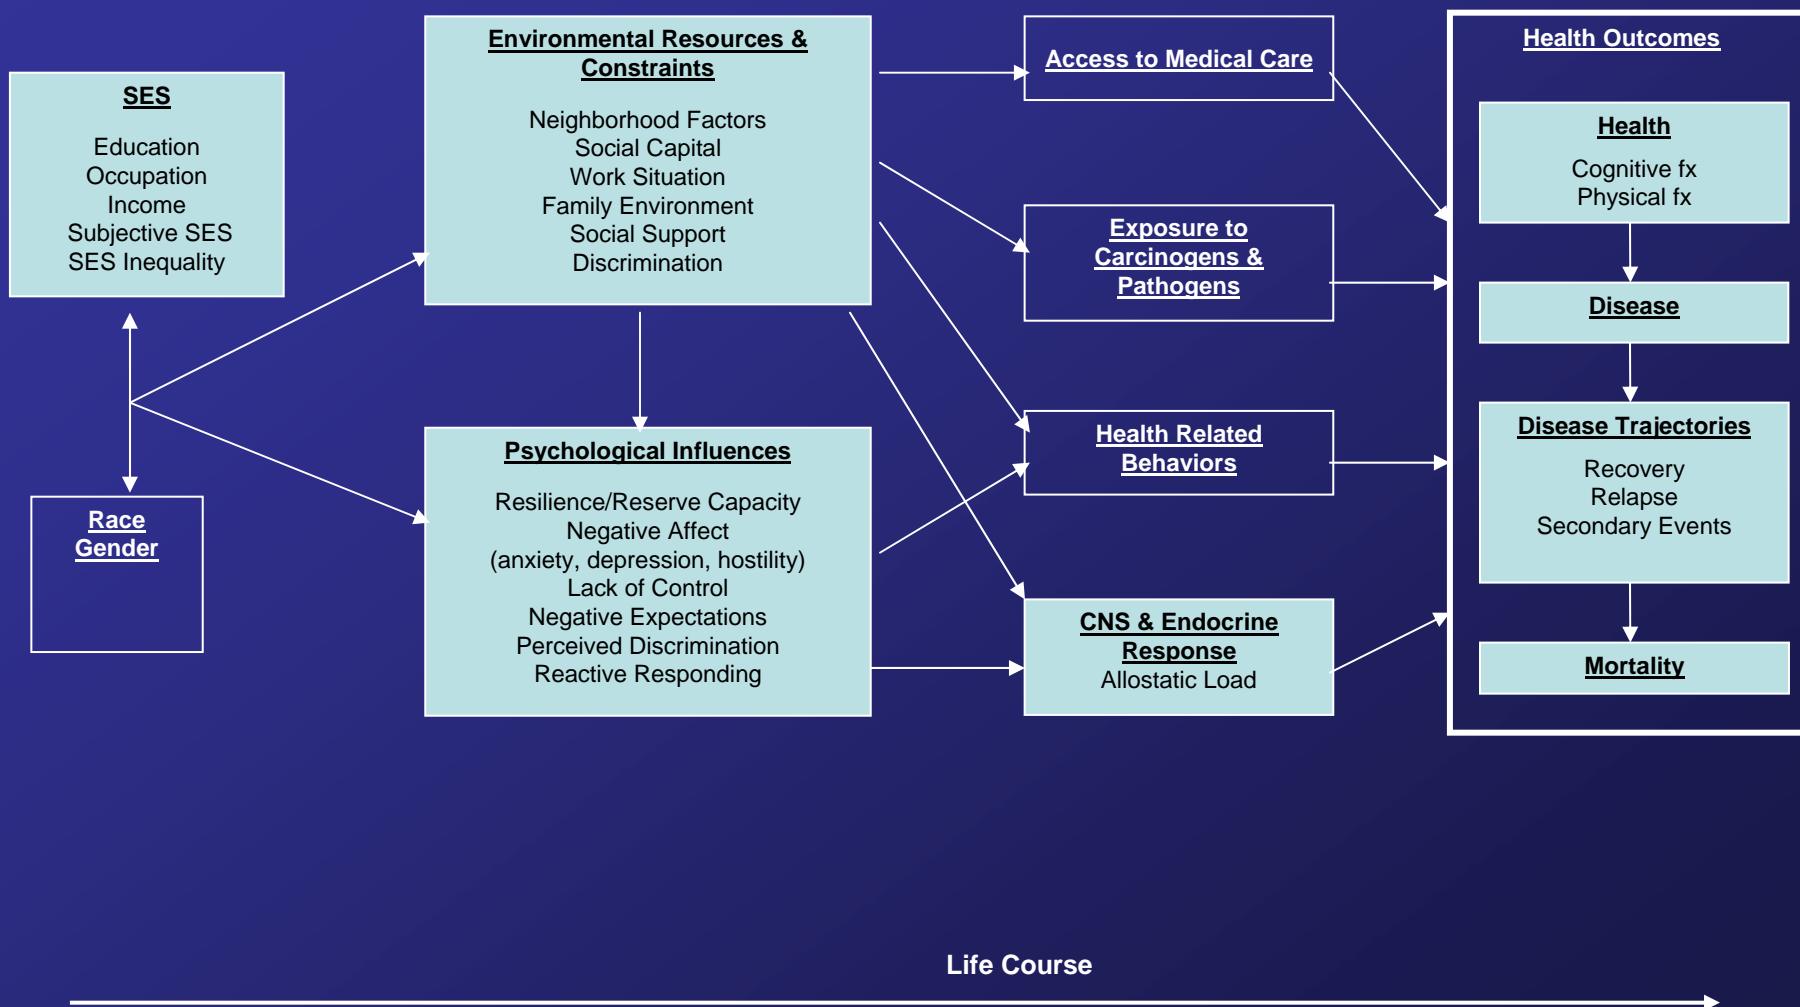 SES
Education
Occupation
Income
Subjective SES
SES Inequality
Race
Gender
Environmental Resources &
Constraints
Neighborhood Factors
Social Capital
Work Situation
Family Environment
Social Support
Discrimination
Psychological Influences
Resilience/Reserve Capacity
Negative Affect
(anxiety, depression, hostility)
Lack of Control
Negative Expectations
Perceived Discrimination
Reactive Responding
Access to Medical Care
Exposure to
Carcinogens &
Pathogens
Health Related
Behaviors
CNS & Endocrine
Response
Allostatic Load
Health Outcomes
Health
Cognitive fx
Physical fx
Disease
Disease Trajectories
Recovery
Relapse
Secondary Events
Mortality
Life Course